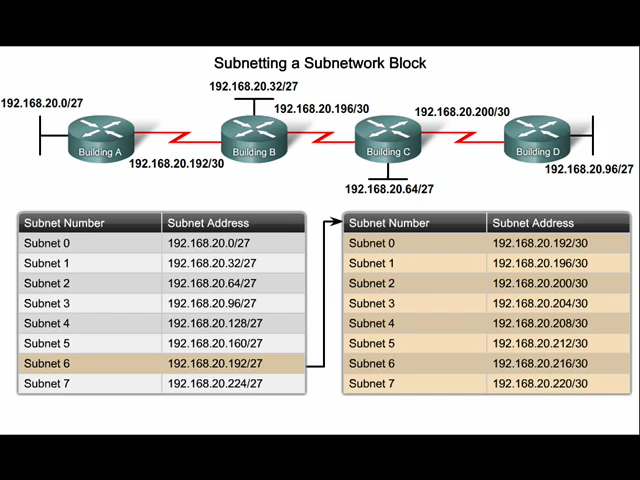 Subnetting a Subnetwork Block
192.168.20.32/27
192.168.20.0/27
192.168.20.196/30
192.168.20.200/30
Building A
Building B
Building C
Building D
192.168.20.192/30
192.168.20.96/27
192.168.20.64/27
Subnet Number Subnet Address
Subnet 0 192.168.20.0/27
Subnet 1 192.168.20.32/27
Subnet 2 192.168.20.64/27
Subnet 3 192.168.20.96/27
Subnet 4 192.168.20.128/27
Subnet 5 192.168.20.160/27
Subnet 6 192.168.20.192/27
Subnet 7 192.168.20.224/27
Subnet Number Subnet Address
Subnet 0 192.168.20.192/30
Subnet 1 192.168.20.196/30
Subnet 2 192.168.20.200/30
Subnet 3 192.168.20.204/30
Subnet 4 192.168.20.208/30
Subnet 5 192.168.20.212/30
Subnet 6 192.168.20.216/30
Subnet 7 192.168.20.220/30